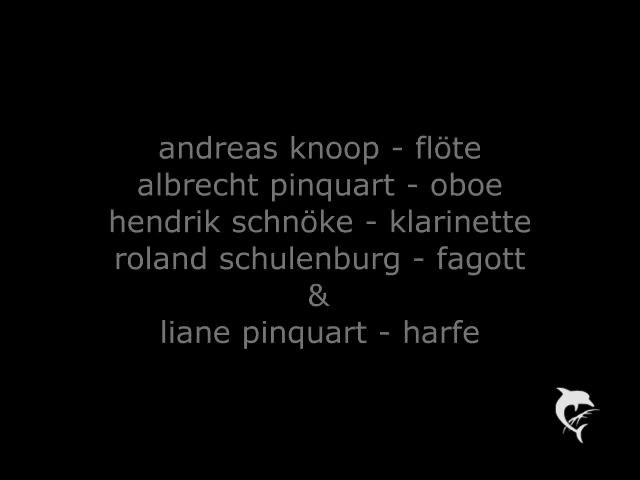 andreas knoop - flöte
albrecht pinquart - oboe
hendrik schnöke - klarinette
roland schulenburg - fagott
&
liane pinquart - harfe